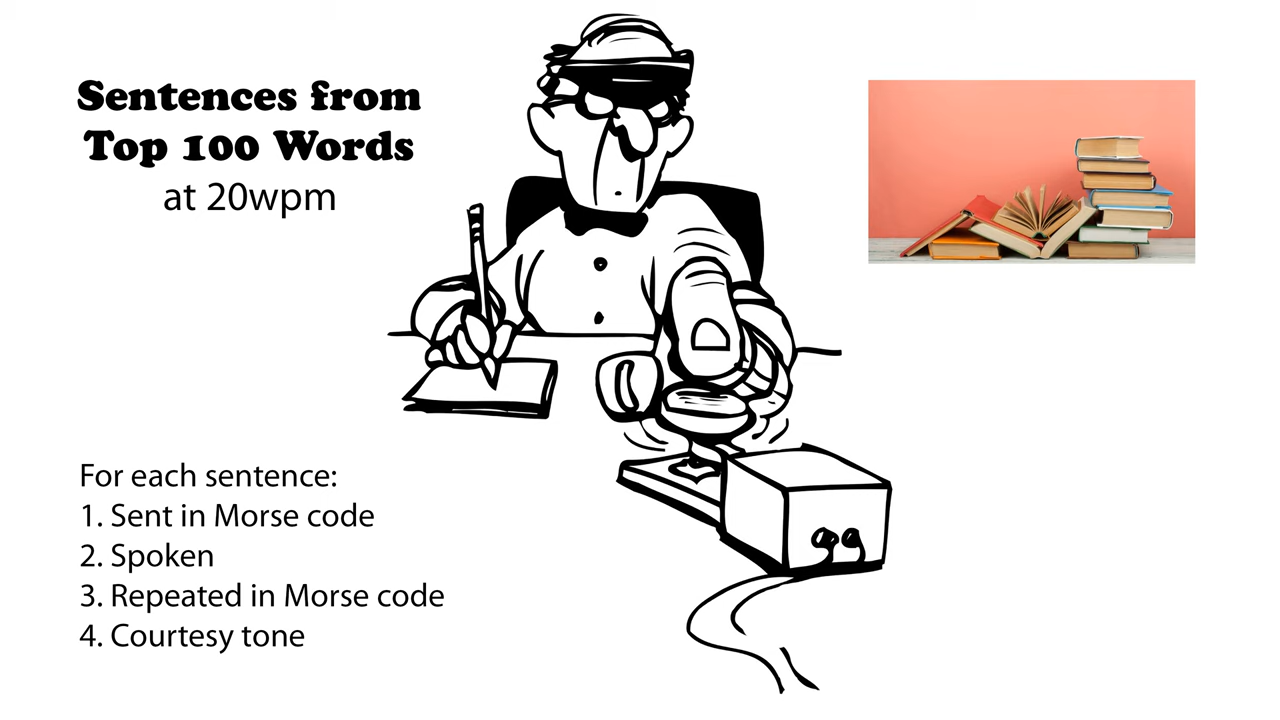 Sentences from
Top 100 Words
at 20wpm
For each sentence:
1. Sent in Morse code
2. Spoken
3. Repeated in Morse code
4. Courtesy tone